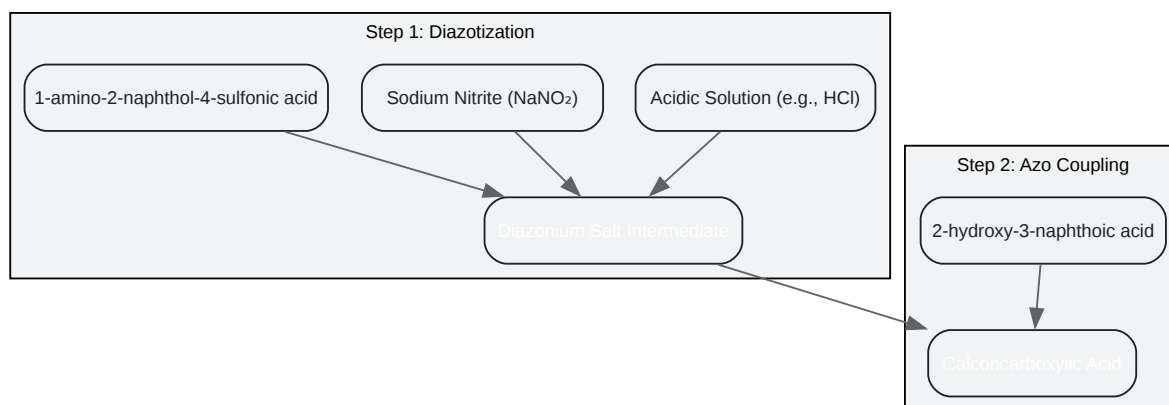 Step 1: Diazotization
1-amino-2-naphthol-4-sulfonic acid
Sodium Nitrite (NaNO₂)
Acidic Solution (e.g., HCl)
Diazonium Salt Intermediate
Step 2: Azo Coupling
2-hydroxy-3-naphthoic acid
Calconcarboxylic Acid